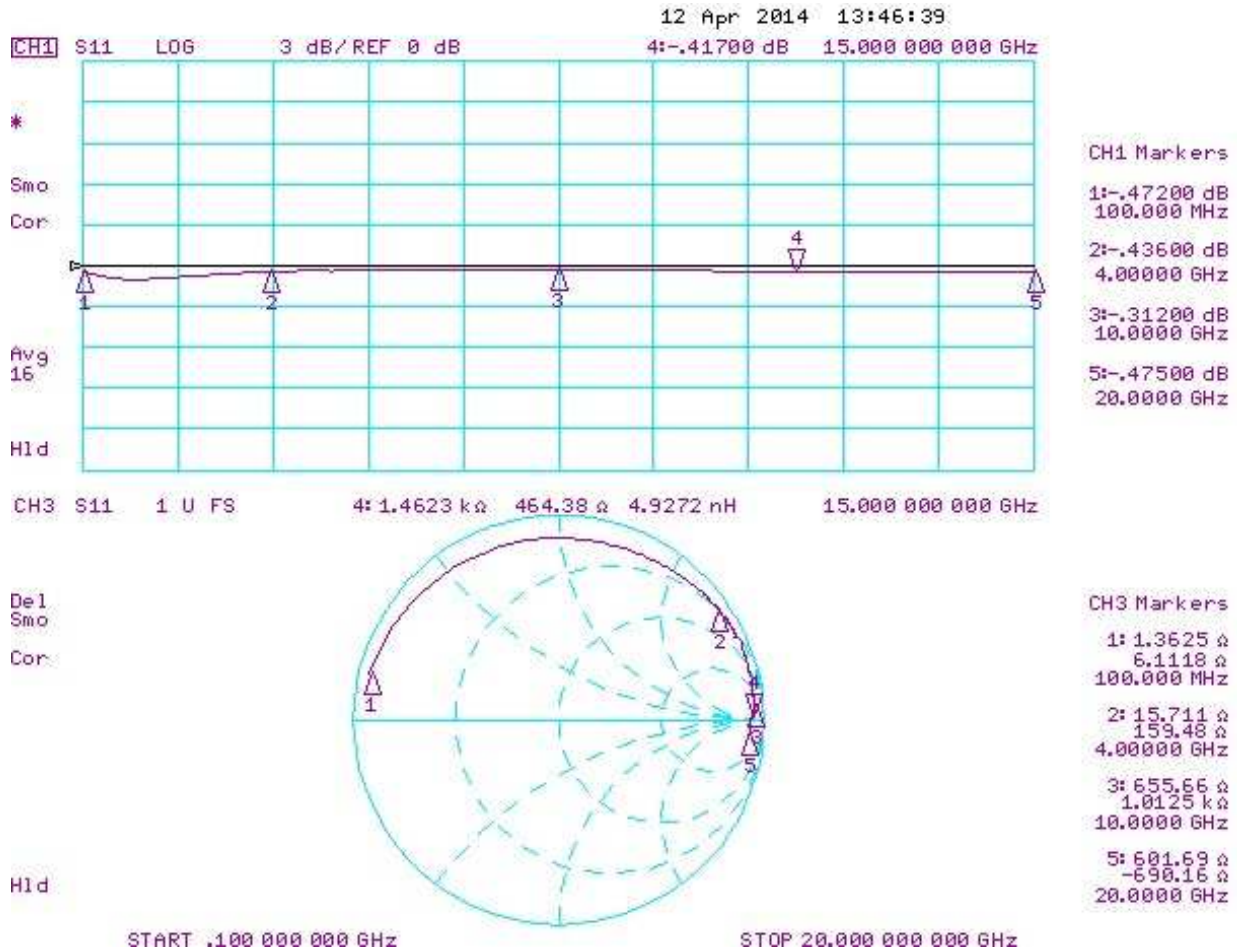 12 Apr 2014 13:46:39
CH1 S11 LOG 3 dB/REF 0 dB 4:-.41700 dB 15.000 000 000 GHz
*
Smo
Cor
Avg
16
Hld
4
1 2 3 5
CH1 Markers
1:-.47200 dB
100.000 MHz
2:-.43600 dB
4.00000 GHz
3:-.31200 dB
10.0000 GHz
5:-.47500 dB
20.0000 GHz
CH3 S11 1 U FS 4: 1.4623 kΩ 464.38 Ω 4.9272 nH 15.000 000 000 GHz
Del
Smo
Cor
Hld
2
4
1
3
5
CH3 Markers
1: 1.3625 Ω
6.1118 Ω
100.000 MHz
2: 15.711 Ω
159.48 Ω
4.00000 GHz
3: 655.66 Ω
1.0125 kΩ
10.0000 GHz
5: 601.69 Ω
-690.16 Ω
20.0000 GHz
START .100 000 000 GHz STOP 20.000 000 000 GHz